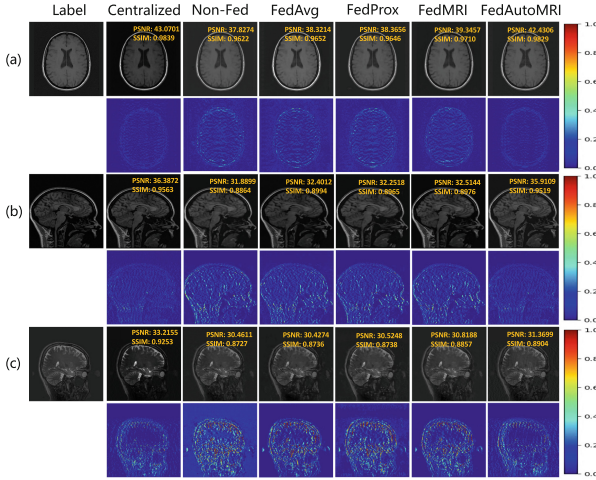 Label Centralized Non-Fed FedAvg FedProx FedMRI FedAutoMRI
(a)
PSNR: 43.0701 PSNR: 37.8274 PSNR: 38.3214 PSNR: 38.3656 PSNR: 39.3457 PSNR: 42.4306
SSIM: 0.9839 SSIM: 0.9622 SSIM: 0.9652 SSIM: 0.9646 SSIM: 0.9710 SSIM: 0.9829
1.0
0.8
0.6
0.4
0.2
0.0
(b)
PSNR: 36.3872 PSNR: 31.8899 PSNR: 32.4012 PSNR: 32.2518 PSNR: 32.5144 PSNR: 35.9109
SSIM: 0.9563 SSIM: 0.8864 SSIM: 0.8994 SSIM: 0.8965 SSIM: 0.8976 SSIM: 0.9519
1.0
0.8
0.6
0.4
0.2
0.0
(c)
PSNR: 33.2155 PSNR: 30.4611 PSNR: 30.4274 PSNR: 30.5248 PSNR: 30.8188 PSNR: 31.3699
SSIM: 0.9253 SSIM: 0.8727 SSIM: 0.8736 SSIM: 0.8738 SSIM: 0.8857 SSIM: 0.8904
1.0
0.8
0.6
0.4
0.2
0.0